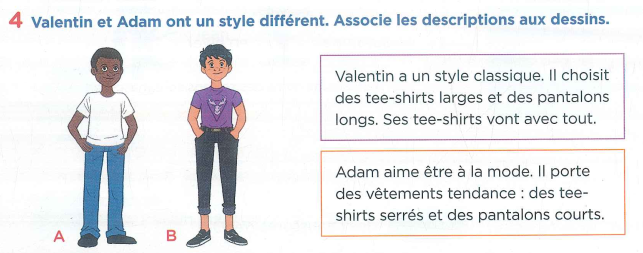 4 Valentin et Adam ont un style différent. Associe les descriptions aux dessins.
Valentin a un style classique. Il choisit
des tee-shirts larges et des pantalons
longs. Ses tee-shirts vont avec tout.
Adam aime être à la mode. Il porte
des vêtements tendance : des tee-
shirts serrés et des pantalons courts.
A
B